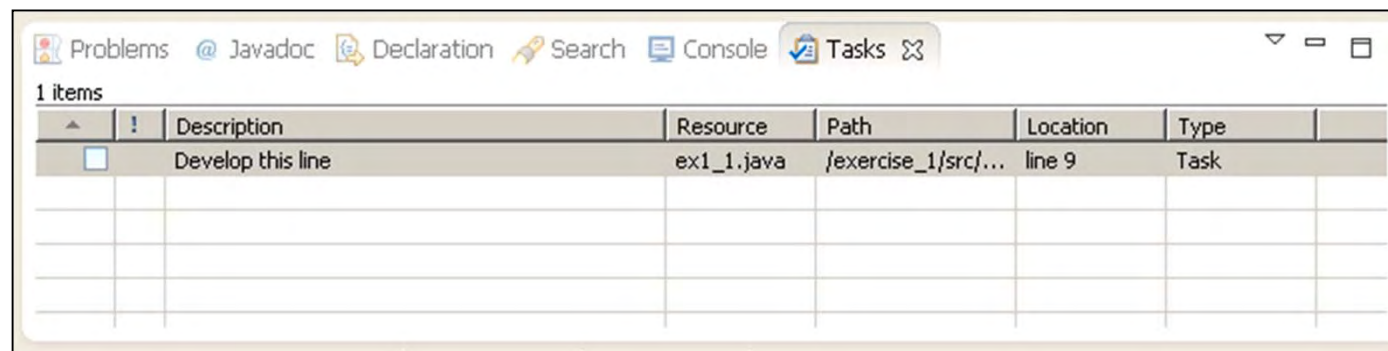 Problems @ Javadoc Declaration Search Console Tasks
1 items
! Description Resource Path Location Type
Develop this line ex1_1.java /exercise_1/src/... line 9 Task